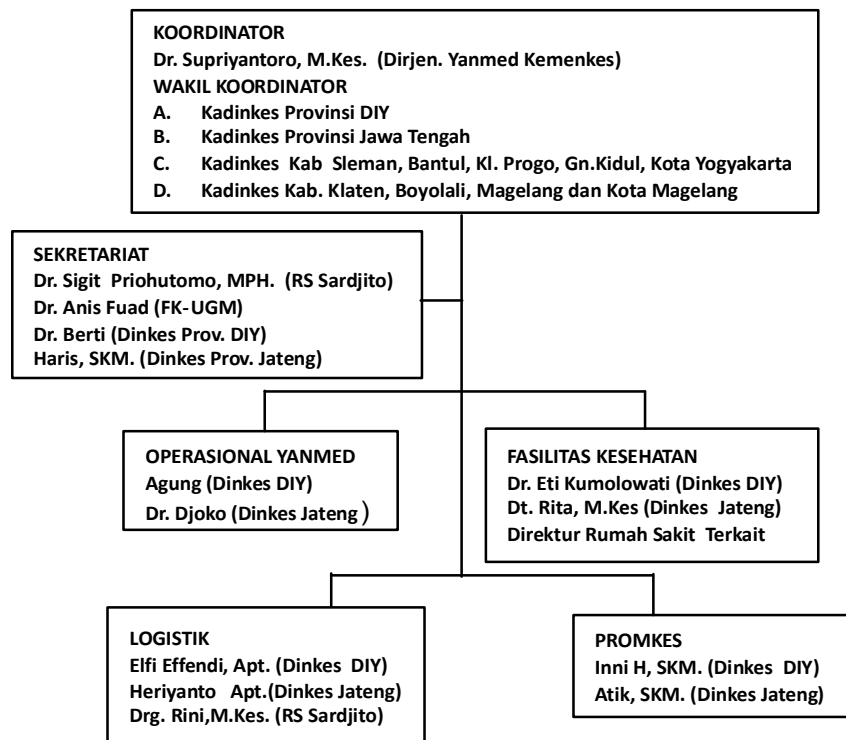 KOORDINATOR
Dr. Supriyantoro, M.Kes. (Dirjen. Yanmed Kemenkes)
WAKIL KOORDINATOR
A. Kadinkes Provinsi DIY
B. Kadinkes Provinsi Jawa Tengah
C. Kadinkes Kab Sleman, Bantul, Kl. Progo, Gn.Kidul, Kota Yogyakarta
D. Kadinkes Kab. Klaten, Boyolali, Magelang dan Kota Magelang
SEKRETARIAT
Dr. Sigit Priohutomo, MPH. (RS Sardjito)
Dr. Anis Fuad (FK-UGM)
Dr. Berti (Dinkes Prov. DIY)
Haris, SKM. (Dinkes Prov. Jateng)
OPERASIONAL YANMED
Agung (Dinkes DIY)
Dr. Djoko (Dinkes Jateng )
FASILITAS KESEHATAN
Dr. Eti Kumolowati (Dinkes DIY)
Dt. Rita, M.Kes (Dinkes Jateng)
Direktur Rumah Sakit Terkait
LOGISTIK
Elfi Effendi, Apt. (Dinkes DIY)
Heriyanto Apt.(Dinkes Jateng)
Drg. Rini,M.Kes. (RS Sardjito)
PROMKES
Inni H, SKM. (Dinkes DIY)
Atik, SKM. (Dinkes Jateng)